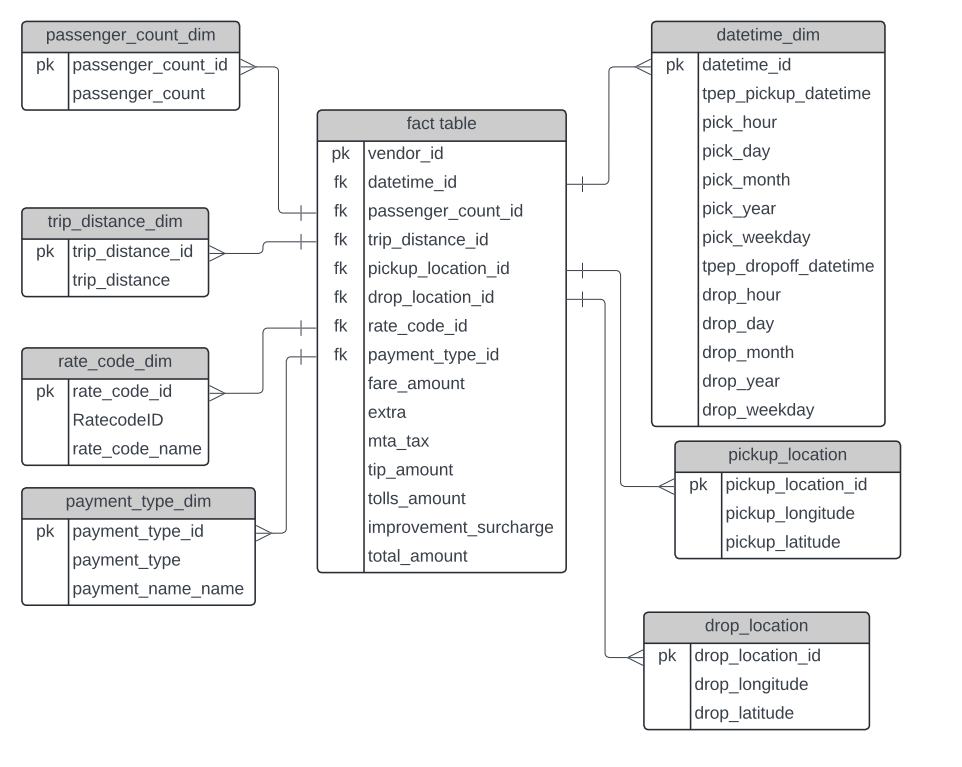 passenger_count_dim
pk passenger_count_id
passenger_count
trip_distance_dim
pk trip_distance_id
trip_distance
rate_code_dim
pk rate_code_id
RatecodeID
rate_code_name
payment_type_dim
pk payment_type_id
payment_type
payment_name_name
fact table
pk vendor_id
fk datetime_id
fk passenger_count_id
fk trip_distance_id
fk pickup_location_id
fk drop_location_id
fk rate_code_id
fk payment_type_id
fare_amount
extra
mta_tax
tip_amount
tolls_amount
improvement_surcharge
total_amount
datetime_dim
pk datetime_id
tpep_pickup_datetime
pick_hour
pick_day
pick_month
pick_year
pick_weekday
tpep_dropoff_datetime
drop_hour
drop_day
drop_month
drop_year
drop_weekday
pickup_location
pk pickup_location_id
pickup_longitude
pickup_latitude
drop_location
pk drop_location_id
drop_longitude
drop_latitude